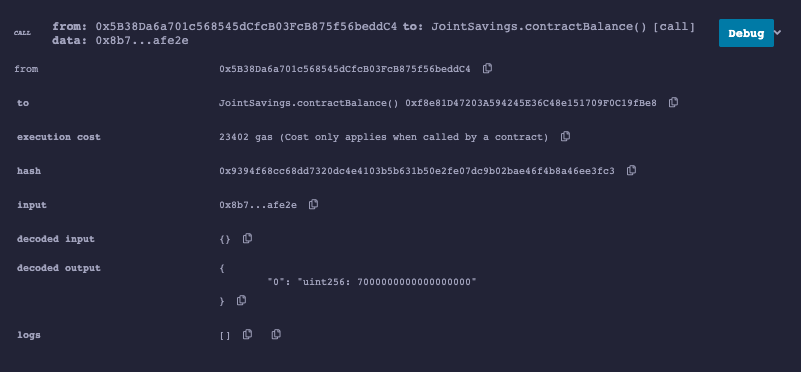 CALL
from: 0x5B38Da6a701c568545dCfcB03FcB875f56beddC4 to: JointSavings.contractBalance() [call]
data: 0x8b7...afe2e
Debug
from 0x5B38Da6a701c568545dCfcB03FcB875f56beddC4
to JointSavings.contractBalance() 0xf8e81D47203A594245E36C48e151709F0C19fBe8
execution cost 23402 gas (Cost only applies when called by a contract)
hash 0x9394f68cc68dd7320dc4e4103b5b631b50e2fe07dc9b02bae46f4b8a46ee3fc3
input 0x8b7...afe2e
decoded input {}
decoded output {
"0": "uint256: 7000000000000000000"
}
logs []